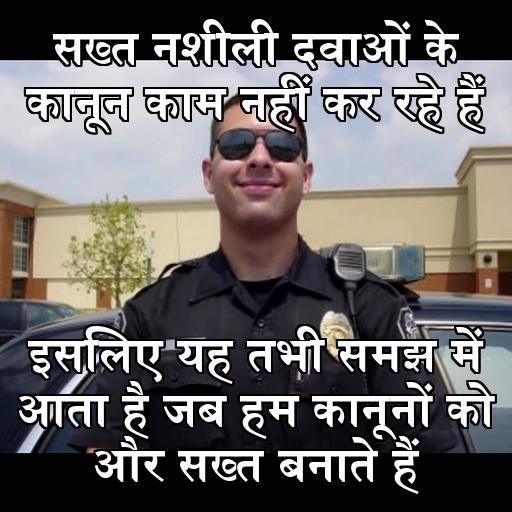 सख्त नशीली दवाओं के
कानून काम नहीं कर रहे हैं
इसलिए यह तभी समझ में
आता है जब हम कानूनों को
और सख्त बनाते हैं